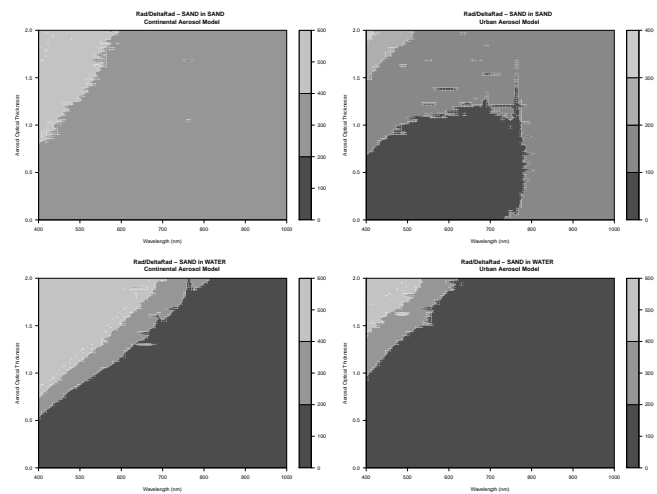 Rad/DeltaRad – SAND in SAND
Continental Aerosol Model
2.0
1.5
1.0
0.5
0.0
Aerosol Optical Thickness
400 500 600 700 800 900 1000
Wavelength (nm)
600
500
400
300
200
100
0
Rad/DeltaRad – SAND in SAND
Urban Aerosol Model
2.0
1.5
1.0
0.5
0.0
Aerosol Optical Thickness
400 500 600 700 800 900 1000
Wavelength (nm)
400
300
200
100
0
Rad/DeltaRad – SAND in WATER
Continental Aerosol Model
2.0
1.5
1.0
0.5
0.0
Aerosol Optical Thickness
400 500 600 700 800 900 1000
Wavelength (nm)
600
500
400
300
200
100
0
Rad/DeltaRad – SAND in WATER
Urban Aerosol Model
2.0
1.5
1.0
0.5
0.0
Aerosol Optical Thickness
400 500 600 700 800 900 1000
Wavelength (nm)
600
500
400
300
200
100
0